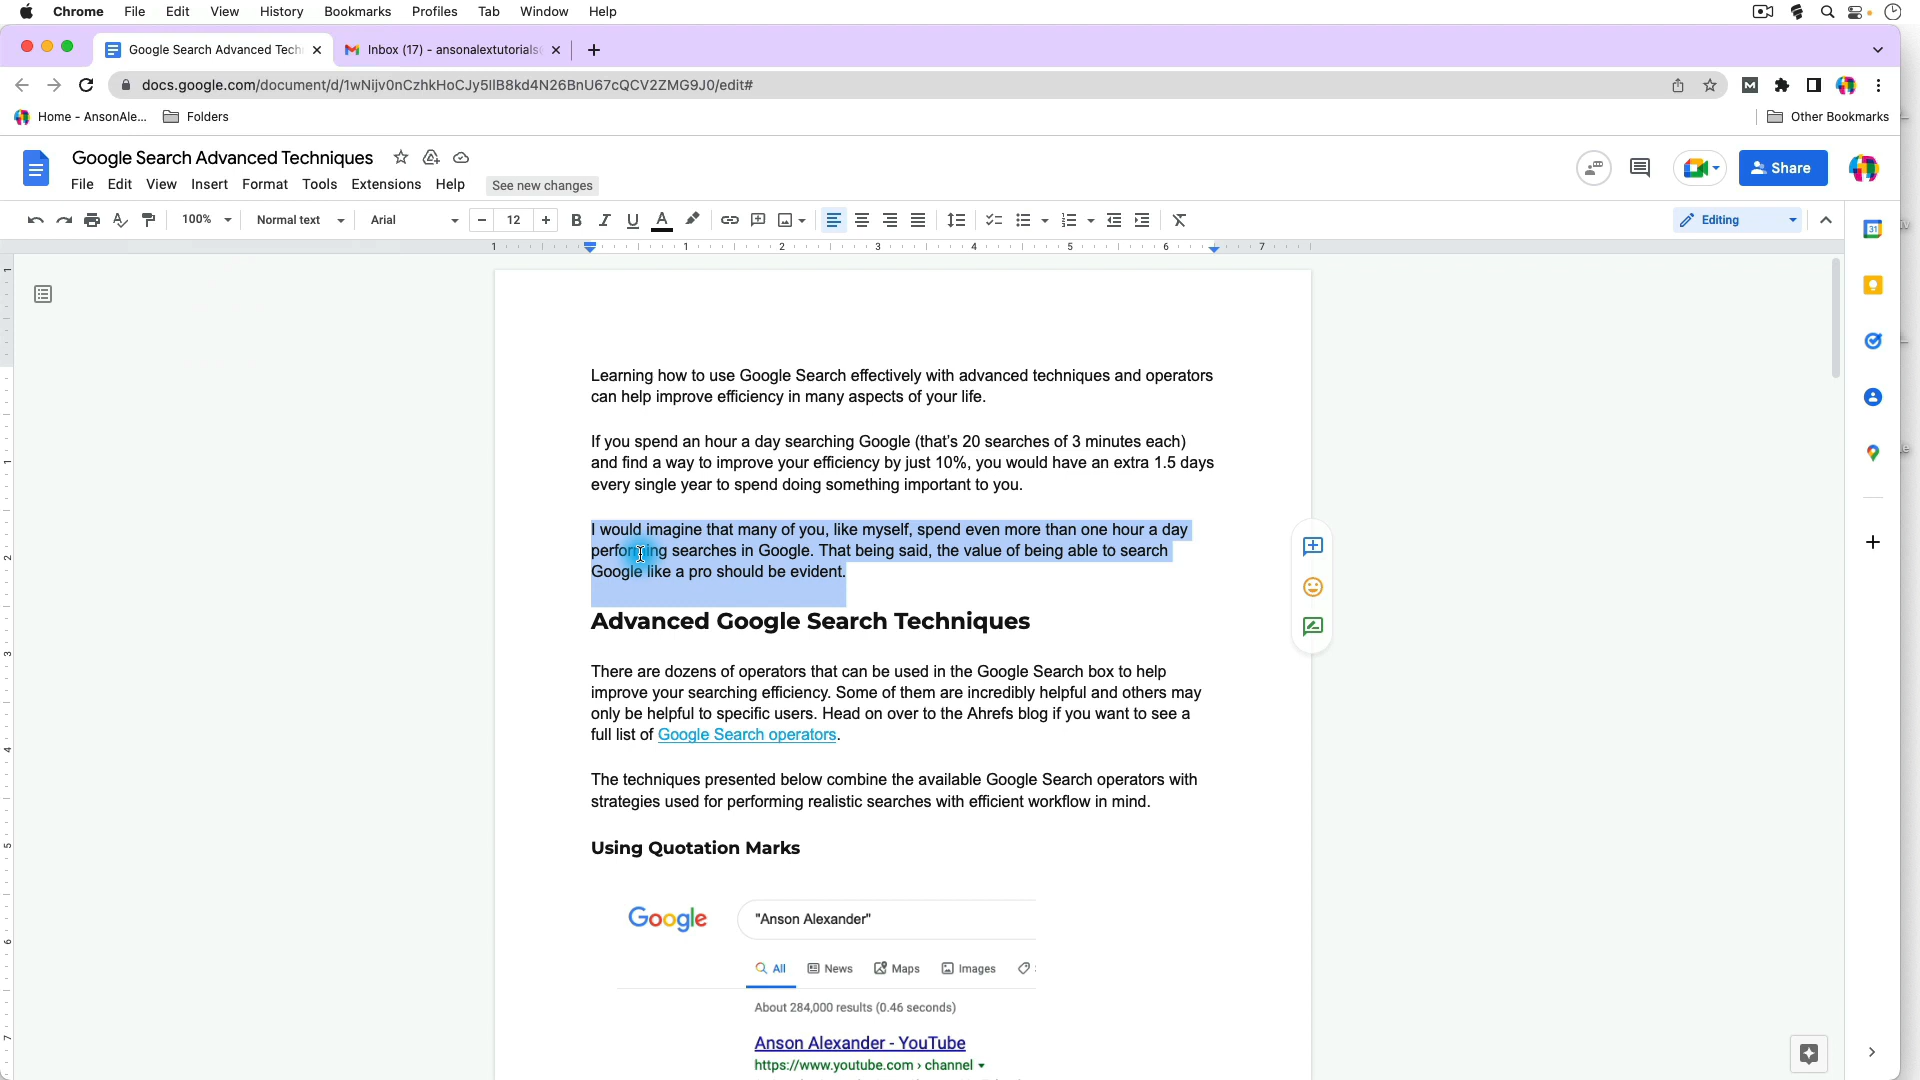 Chrome File Edit View History Bookmarks Profiles Tab Window Help
Google Search Advanced Tech
Inbox (17) - ansonalextutorials
docs.google.com/document/d/
/edit#
Home - AnsonAle... Folders
Other Bookmarks
Google Search Advanced Techniques
File Edit View Insert Format Tools Extensions Help See new changes
Share
100% Normal text Arial 12 Editing
1 1 2 3 4 5 6 7
Learning how to use Google Search effectively with advanced techniques and operators
can help improve efficiency in many aspects of your life.
If you spend an hour a day searching Google (that's 20 searches of 3 minutes each)
and find a way to improve your efficiency by just 10%, you would have an extra 1.5 days
every single year to spend doing something important to you.
I would imagine that many of you, like myself, spend even more than one hour a day
performing searches in Google. That being said, the value of being able to search
Google like a pro should be evident.
Advanced Google Search Techniques
There are dozens of operators that can be used in the Google Search box to help
improve your searching efficiency. Some of them are incredibly helpful and others may
only be helpful to specific users. Head on over to the Ahrefs blog if you want to see a
full list of Google Search operators.
The techniques presented below combine the available Google Search operators with
strategies used for performing realistic searches with efficient workflow in mind.
Using Quotation Marks
Google "Anson Alexander"
All News Maps Images
About 284,000 results (0.46 seconds)
Anson Alexander - YouTube
https://www.youtube.com › channel